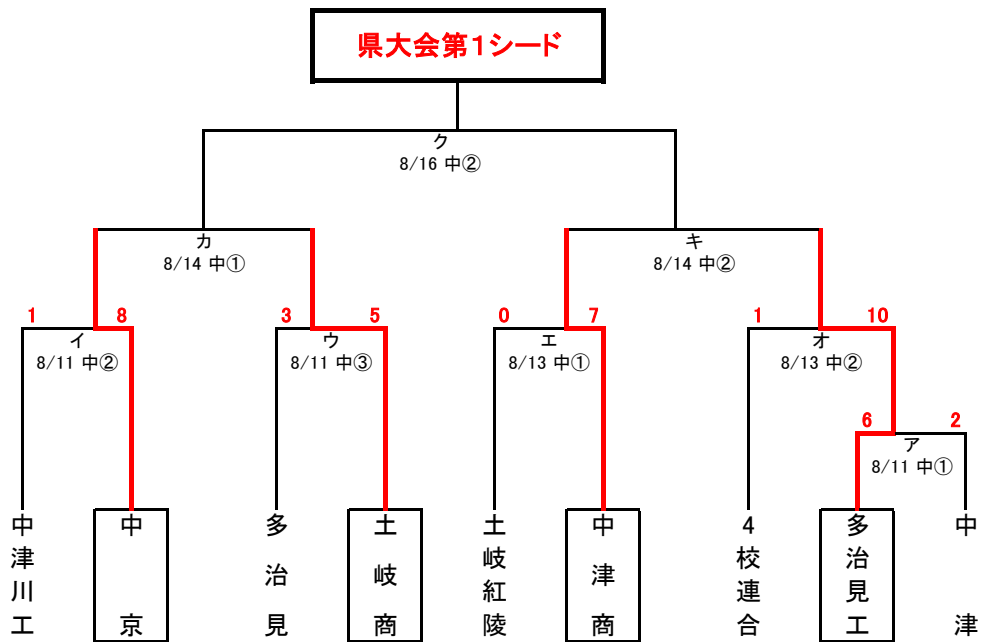 県大会第1シード
ク
8/16 中②
カ
8/14 中①
キ
8/14 中②
1 8
イ
8/11 中②
3 5
ウ
8/11 中③
0 7
エ
8/13 中①
1 10
オ
8/13 中②
6 2
ア
8/11 中①
中津川工
中京
多治見
土岐商
土岐紅陵
中津商
4校連合
多治見工
中津